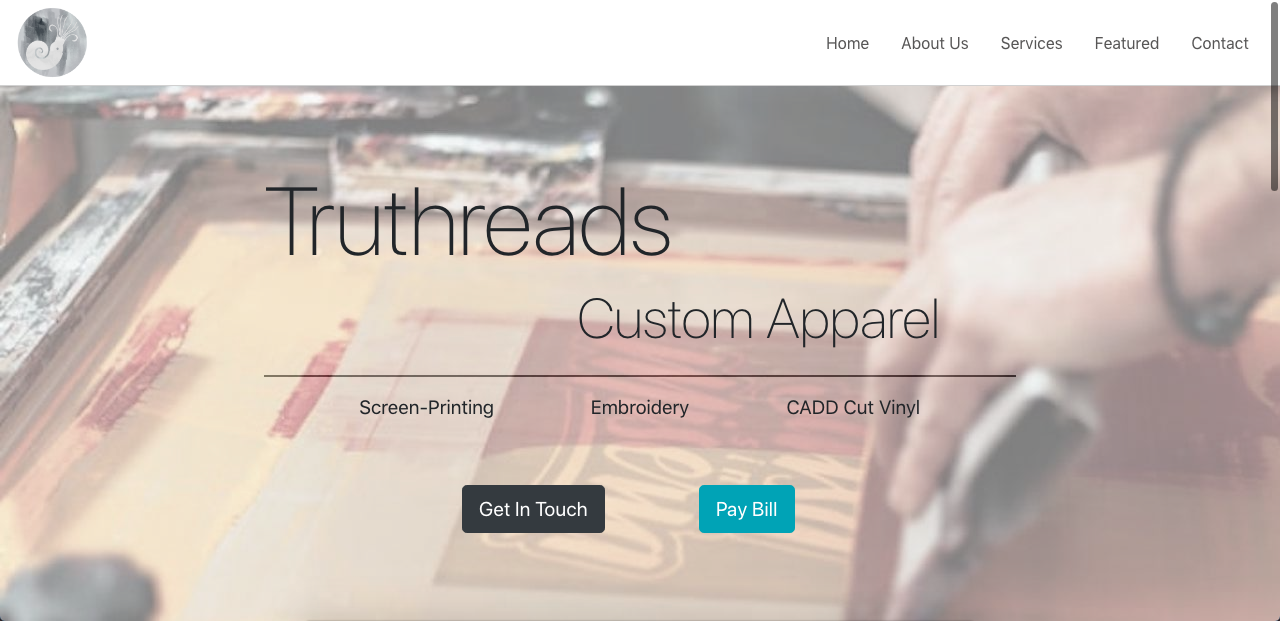 Home About Us Services Featured Contact
Truthreads
Custom Apparel
Screen-Printing Embroidery CADD Cut Vinyl
Get In Touch Pay Bill